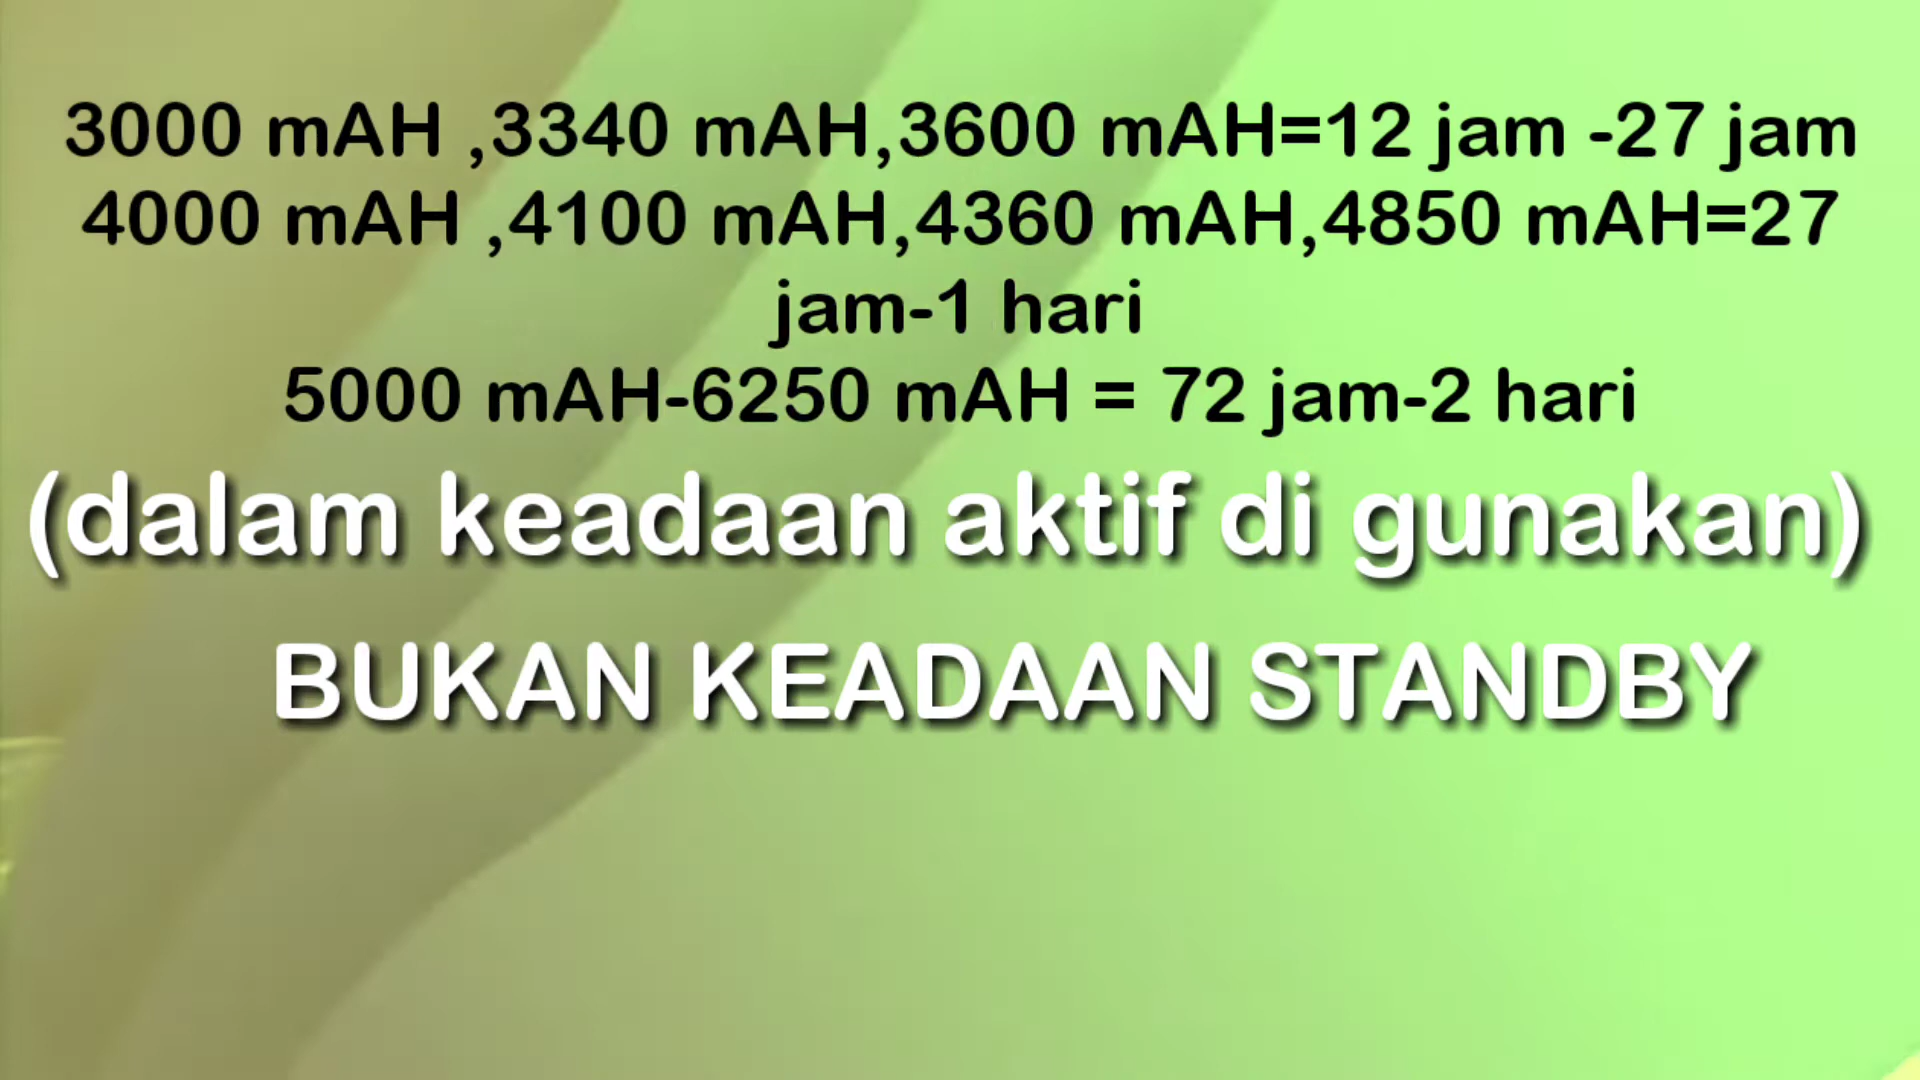 3000 mAH ,3340 mAH,3600 mAH=12 jam -27 jam
4000 mAH ,4100 mAH,4360 mAH,4850 mAH=27
jam-1 hari
5000 mAH-6250 mAH = 72 jam-2 hari
(dalam keadaan aktif di gunakan)
BUKAN KEADAAN STANDBY